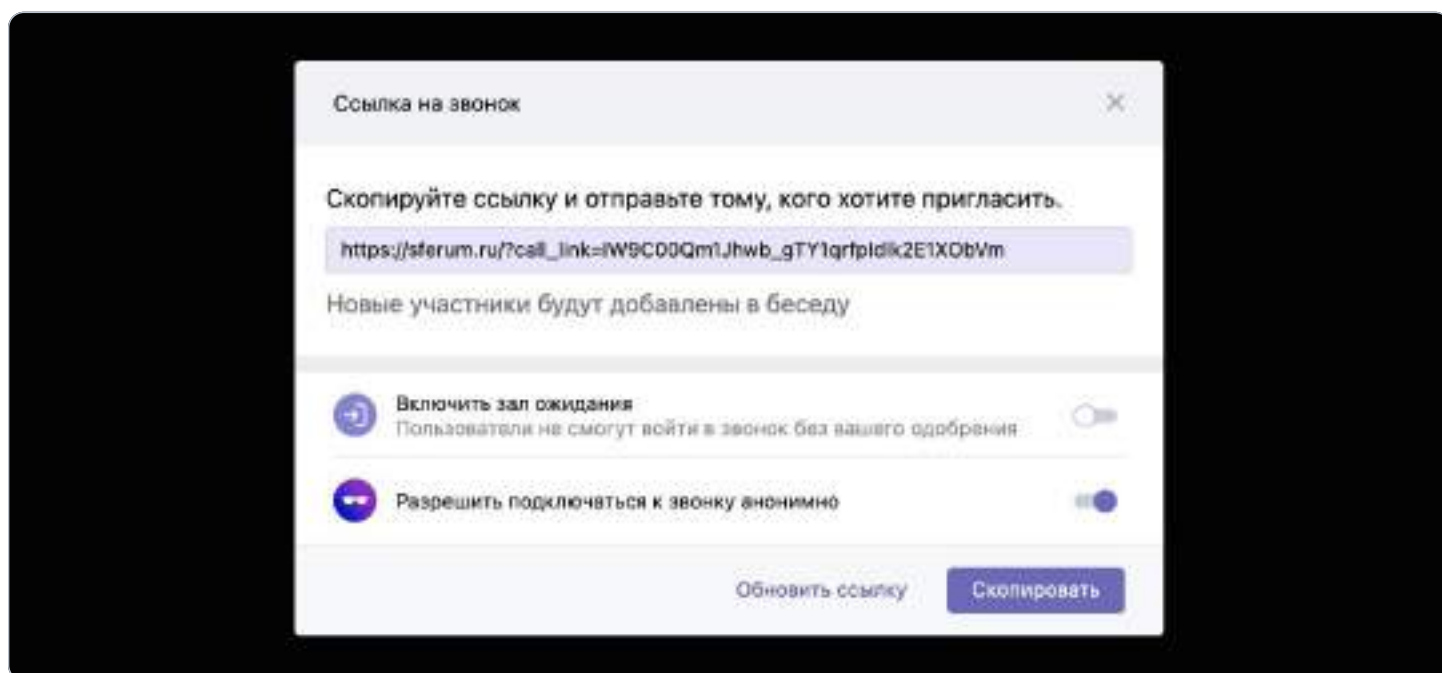 Ссылка на звонок
Скопируйте ссылку и отправьте тому, кого хотите пригласить.
https://sferum.ru/?call_link=IW9C00Qm1Jhwb_gTY1qrfpIdlk2E1XObVm
Новые участники будут добавлены в беседу
Включить зал ожидания
Пользователи не смогут войти в звонок без вашего одобрения
Разрешить подключаться к звонку анонимно
Обновить ссылку
Скопировать